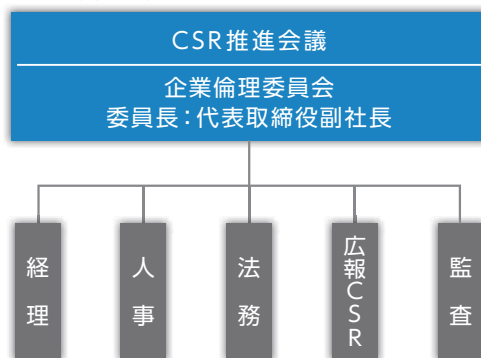 CSR推進会議
企業倫理委員会
委員長：代表取締役副社長
経理
人事
法務
広報CSR
監査